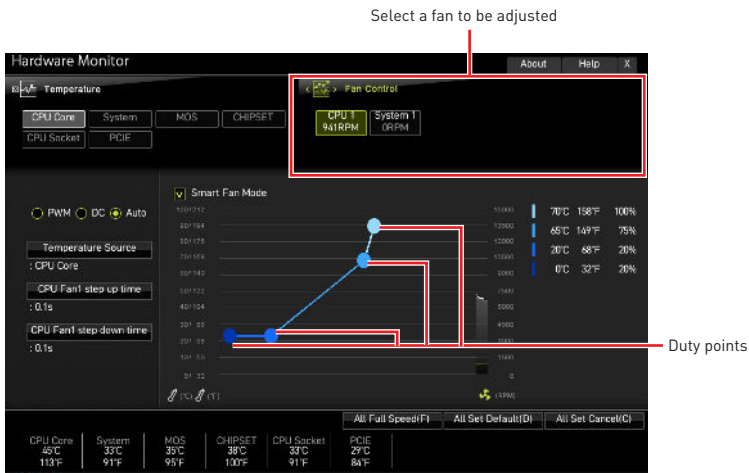 Select a fan to be adjusted
Hardware Monitor
About Help X
Temperature
Fan Control
CPU Core System MOS CHIPSET
CPU Socket PCIE
CPU 1 System 1
941RPM 0RPM
Smart Fan Mode
PWM DC Auto
Temperature Source
: CPU Core
CPU Fan1 step up time
: 0.1s
CPU Fan1 step down time
: 0.1s
70°C 158°F 100%
65°C 149°F 75%
20°C 68°F 20%
0°C 32°F 20%
Duty points
(°C) (°F)
(RPM)
All Full Speed(F) All Set Default(D) All Set Cancel(C)
CPU Core System MOS CHIPSET CPU Socket PCIE
45°C 33°C 35°C 38°C 33°C 29°C
113°F 91°F 95°F 100°F 91°F 84°F